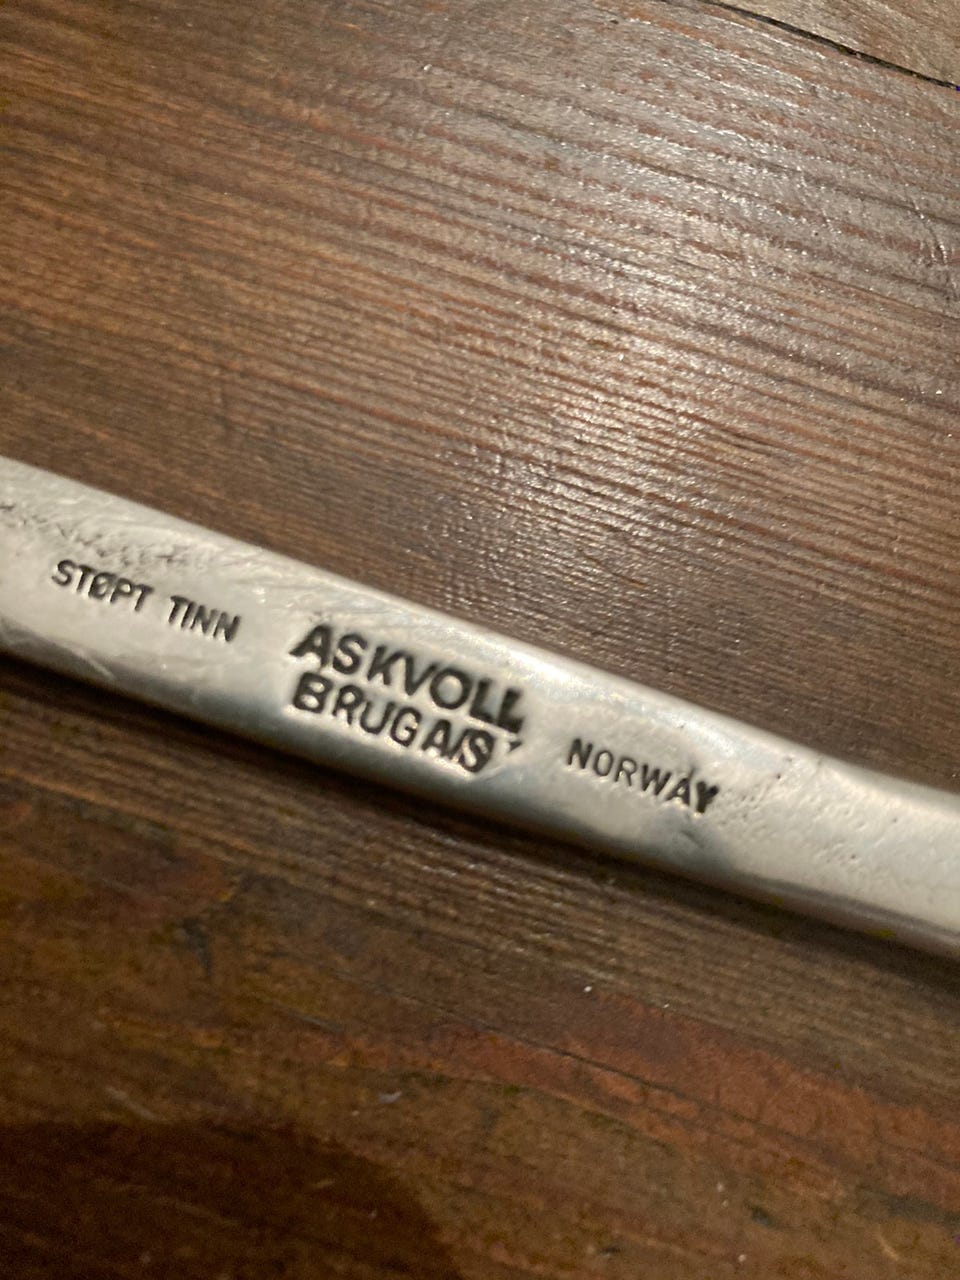 STØPT TINN
ASKVOLL
BRUG A/S
NORWAY